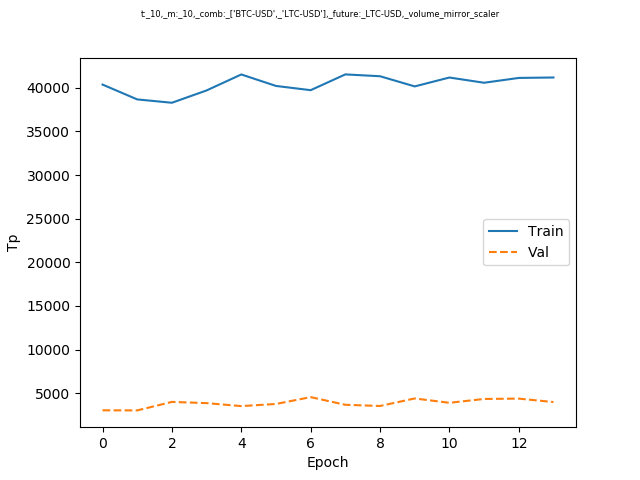 t:_10,_m:_10,_comb:_['BTC-USD',_'LTC-USD'],_future:_LTC-USD,_volume_mirror_scaler
40000
35000
30000
25000
20000
15000
10000
5000
Tp
Train
Val
0 2 4 6 8 10 12
Epoch